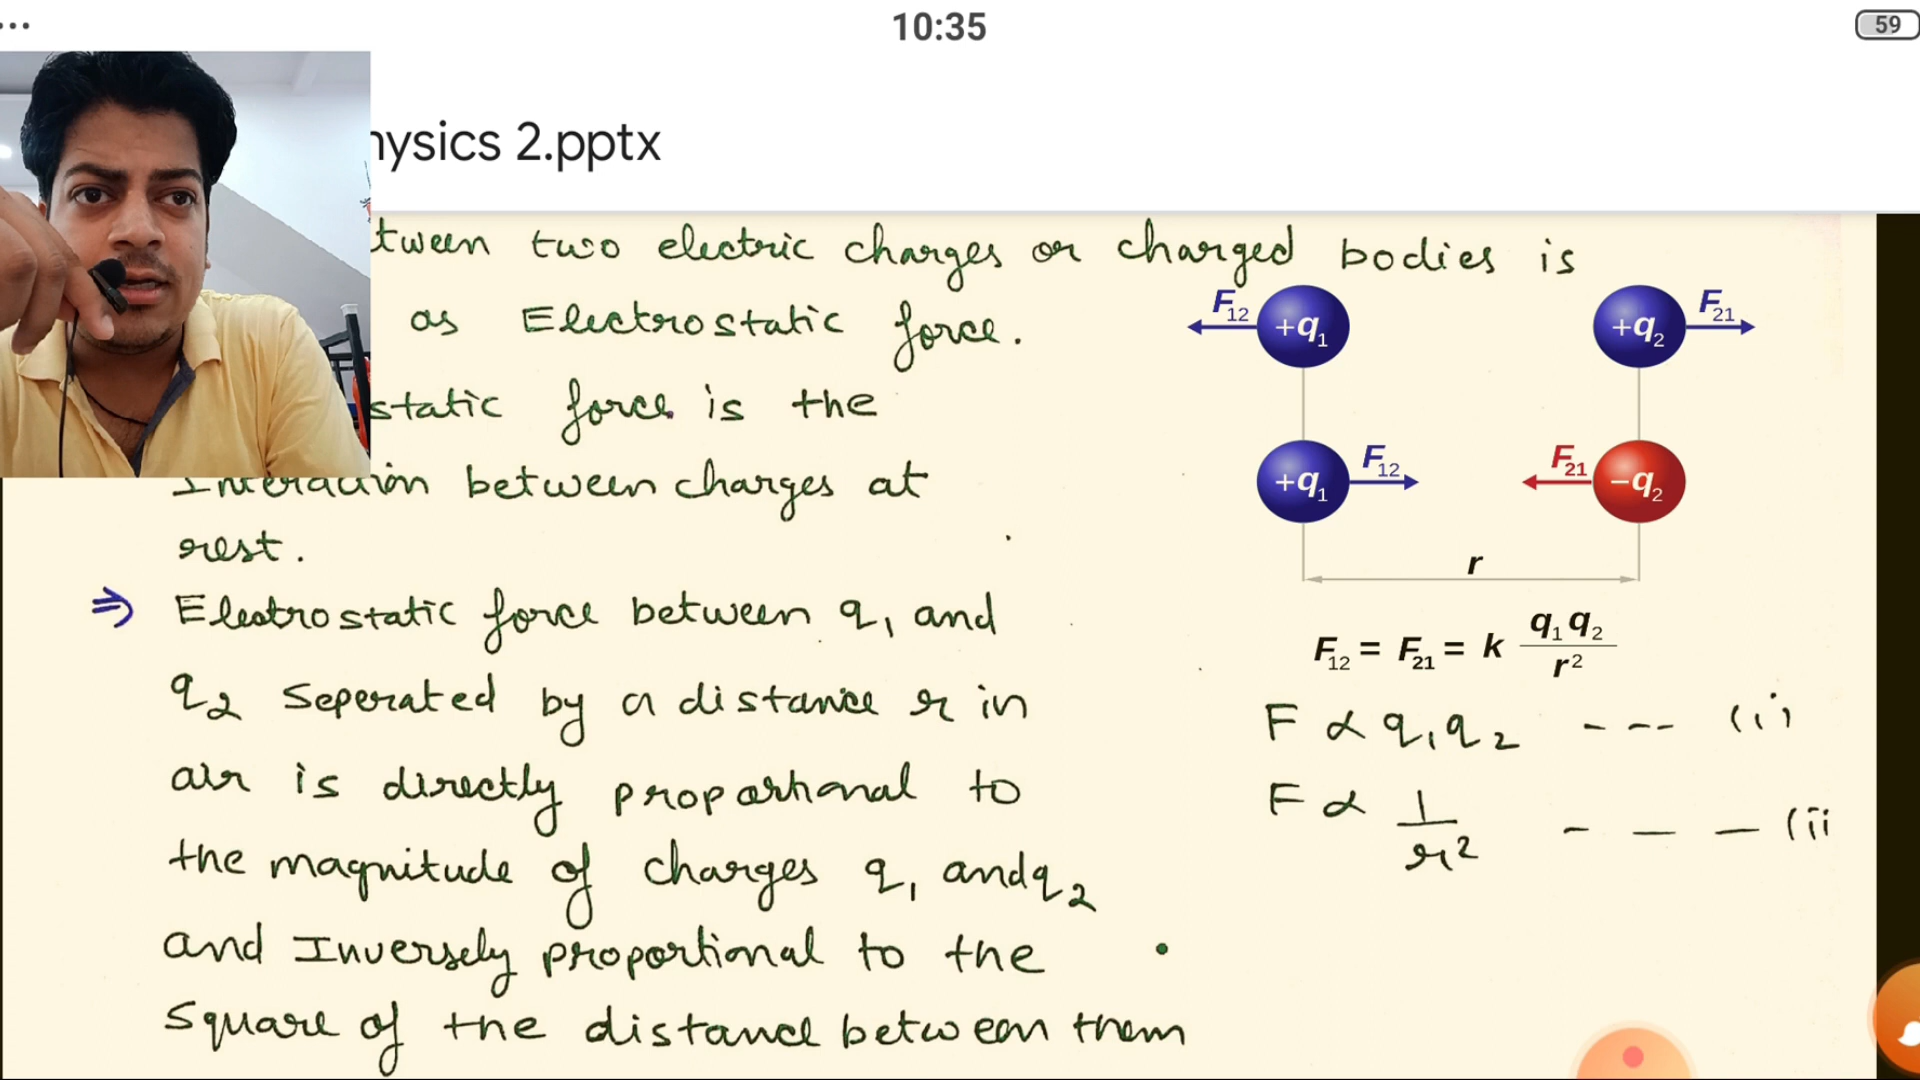 10:35
59
hysics 2.pptx
tween two electric charges or charged bodies is
as Electrostatic force.
static force is the
Interaction between charges at
rest.
⇒ Electrostatic force between q₁ and
q₂ Seperated by a distance r in
air is directly proportional to
the magnitude of charges q₁ and q₂
and Inversely proportional to the
Square of the distance between them
F₁₂ +q₁ +q₂ F₂₁
+q₁ F₁₂ F₂₁ −q₂
r
F₁₂ = F₂₁ = k q₁q₂ / r²
F ∝ q₁q₂ - -- (i)
F ∝ 1/r² - - - (ii